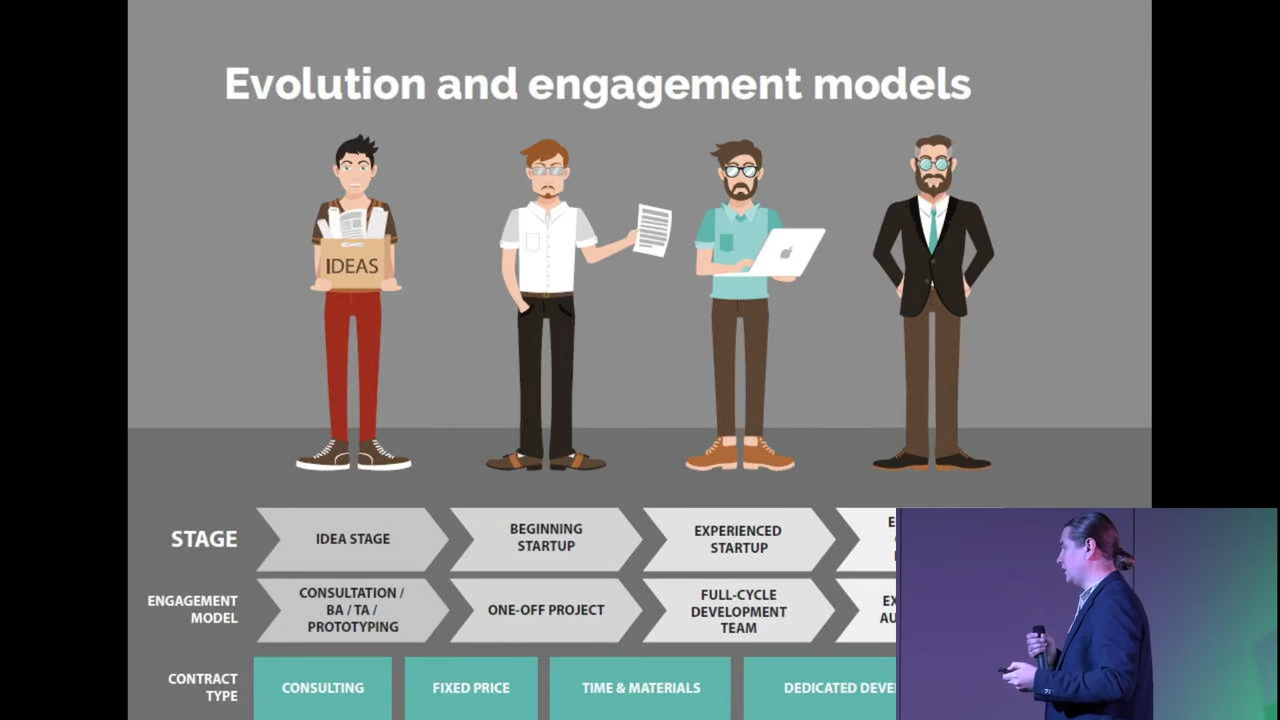 Evolution and engagement models
IDEAS
STAGE
IDEA STAGE
BEGINNING
STARTUP
EXPERIENCED
STARTUP
ENGAGEMENT
MODEL
CONSULTATION /
BA / TA /
PROTOTYPING
ONE-OFF PROJECT
FULL-CYCLE
DEVELOPMENT
TEAM
CONTRACT
TYPE
CONSULTING
FIXED PRICE
TIME & MATERIALS
DEDICATED